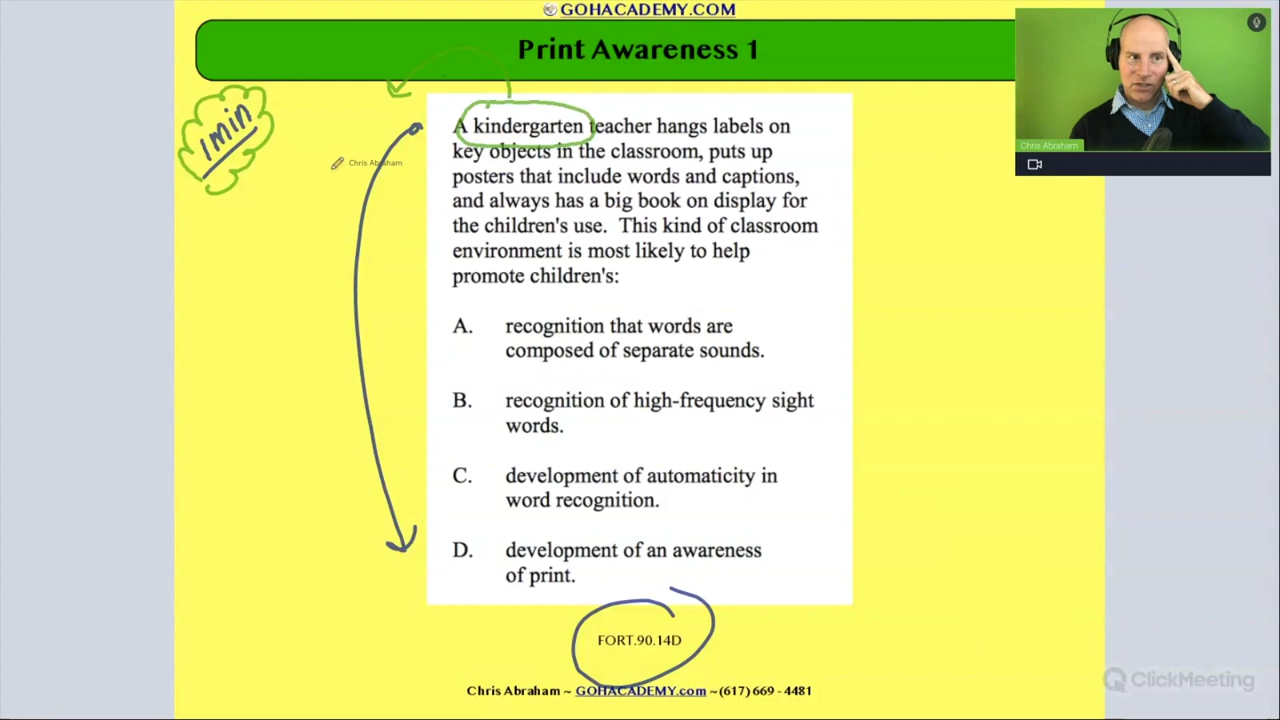 GOHACADEMY.COM
Print Awareness 1
1min
Chris Abraham
Chris Abraham
A kindergarten teacher hangs labels on
key objects in the classroom, puts up
posters that include words and captions,
and always has a big book on display for
the children's use. This kind of classroom
environment is most likely to help
promote children's:
A. recognition that words are
composed of separate sounds.
B. recognition of high-frequency sight
words.
C. development of automaticity in
word recognition.
D. development of an awareness
of print.
FORT.90.14D
Chris Abraham ~ GOHACADEMY.com ~(617) 669 - 4481
ClickMeeting